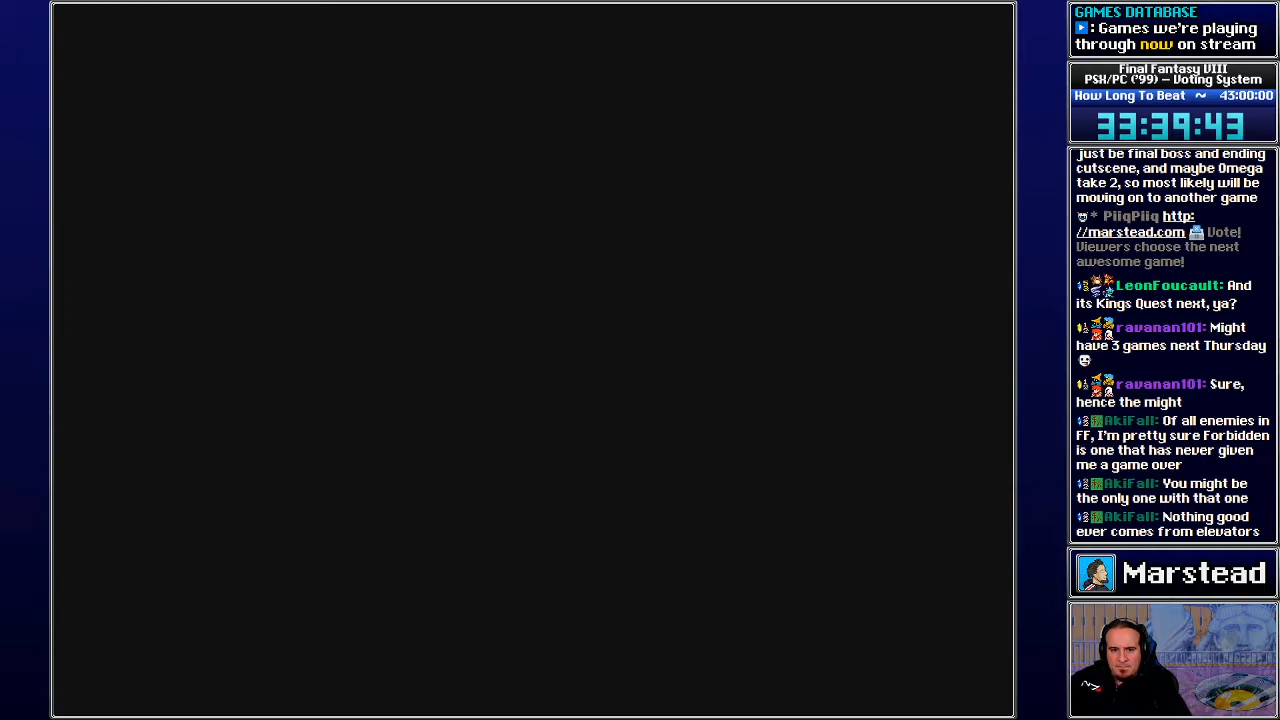 GAMES DATABASE
▶: Games we're playing
through now on stream
Final Fantasy VIII
PSX/PC ('99) – Voting System
How Long To Beat ~ 43:00:00
33:39:43
just be final boss and ending
cutscene, and maybe Omega
take 2, so most likely will be
moving on to another game
* PiiqPiiq http:
//marstead.com Vote!
Viewers choose the next
awesome game!
LeonFoucault: And
its Kings Quest next, ya?
ravanan101: Might
have 3 games next Thursday
ravanan101: Sure,
hence the might
AkiFall: Of all enemies in
FF, I'm pretty sure Forbidden
is one that has never given
me a game over
AkiFall: You might be
the only one with that one
AkiFall: Nothing good
ever comes from elevators
Marstead